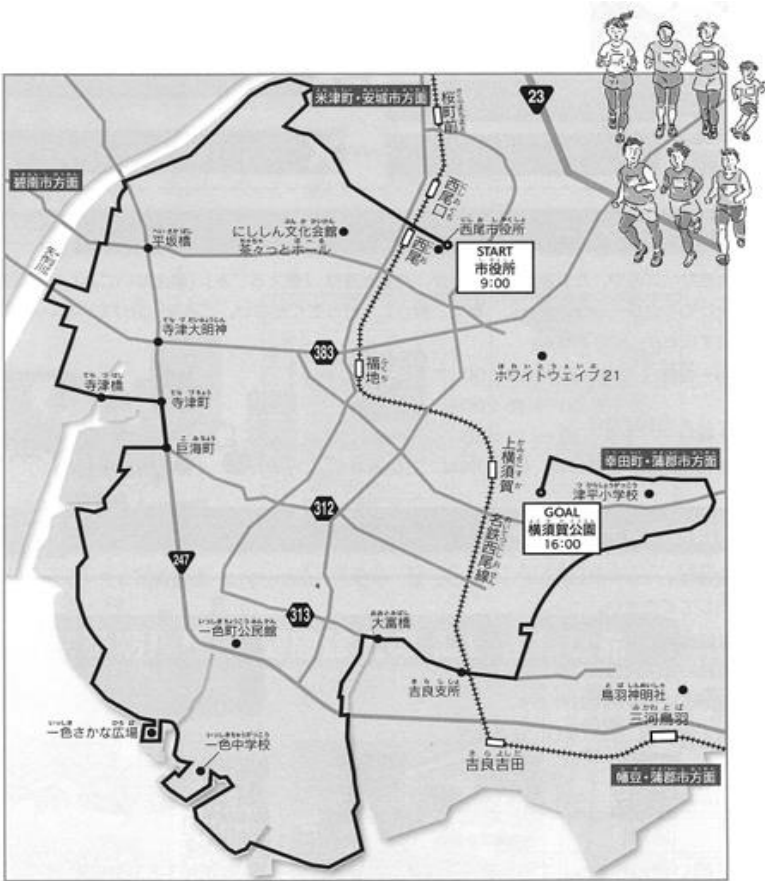 米津町・安城市方面
桜町前
23
碧南市方面
西尾口
にししん文化会館
茶々っとホール
西尾
西尾市役所
START
市役所
9:00
平坂橋
矢作川
寺津大明神
383
福地
ホワイトウェイブ21
寺津橋
寺津町
巨海町
上横須賀
幸田町・蒲郡市方面
津平小学校
312
GOAL
横須賀公園
16:00
名鉄西尾線
247
313
大富橋
一色町公民館
吉良支所
鳥羽神明社
三河鳥羽
一色さかな広場
一色中学校
吉良吉田
幡豆・蒲郡市方面